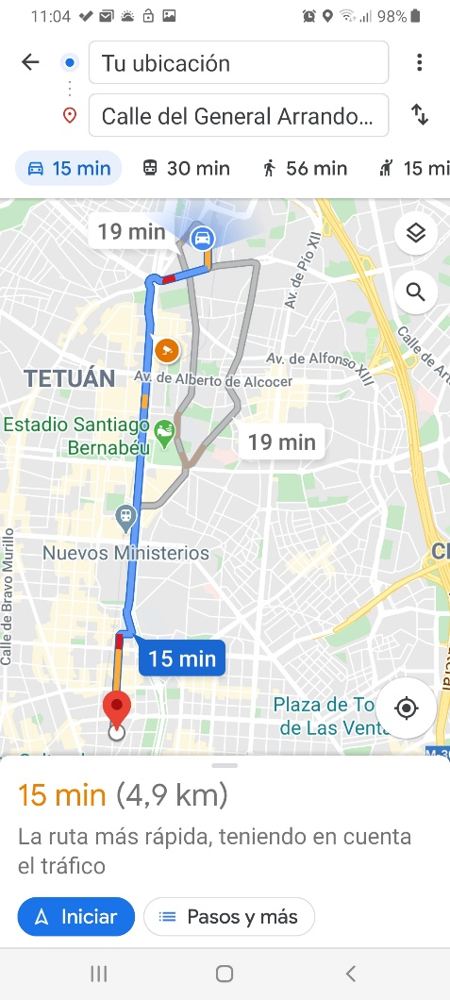 11:04 98%
Tu ubicación
Calle del General Arrando...
15 min 30 min 56 min 15 mi
19 min
Av. de Pío XII
Calle de Ar
Av. de Alfonso XIII
TETUÁN
Av. de Alberto de Alcocer
Estadio Santiago
Bernabéu
19 min
Nuevos Ministerios
Calle de Bravo Murillo
15 min
Plaza de To
de Las Venta
M-3
15 min (4,9 km)
La ruta más rápida, teniendo en cuenta
el tráfico
Iniciar Pasos y más